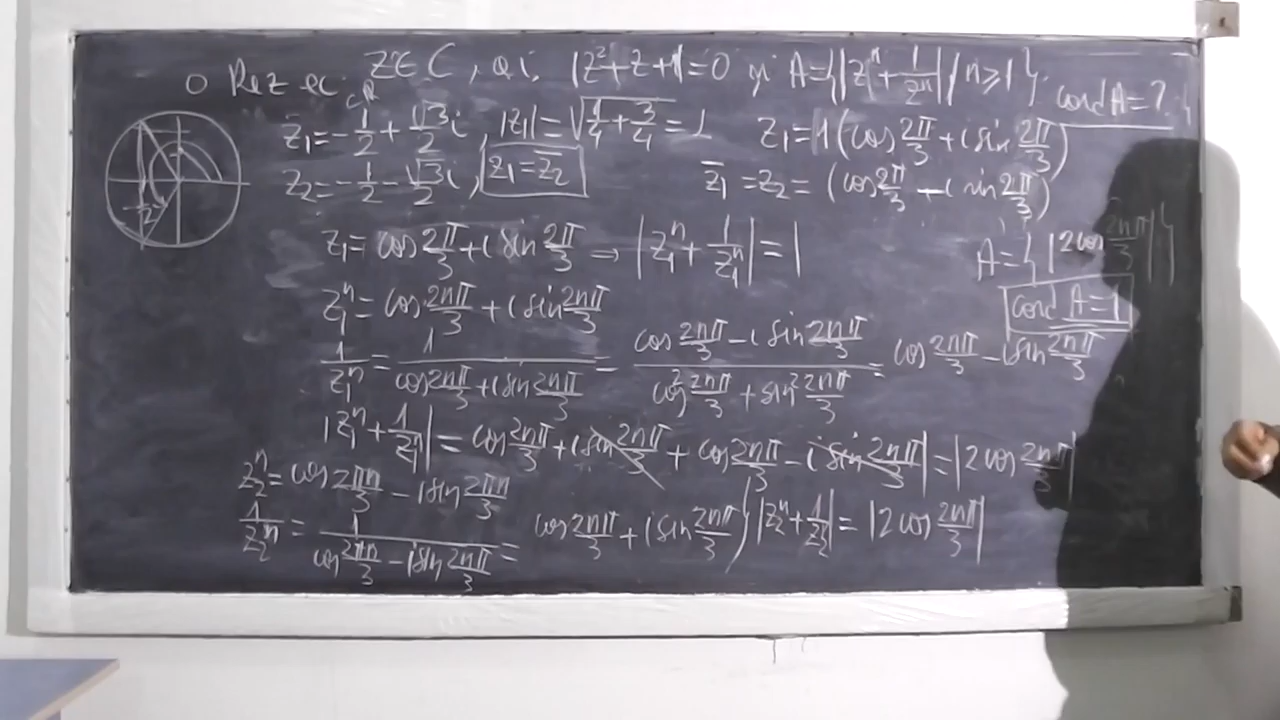 0 Rez ec. z∈C, a.i. |z²+z+1|=0 și A={|zⁿ+1/zⁿ| / n≥1}. card A=?
z₁=-1/2+√3/2 i, |z₁|=√(1/4+3/4)=1 z₁=1(cos 2π/3+i sin 2π/3)
z₂=-1/2-√3/2 i, z₁=z̄₂ z̄₁=z₂=(cos 2π/3-i sin 2π/3)
-1/2
z₁=cos 2π/3+i sin 2π/3 → |z₁ⁿ+1/z₁ⁿ|=| A={|2cos 2nπ/3|}
z₁ⁿ=cos 2nπ/3+i sin 2nπ/3 card A=1
1/z₁ⁿ=1/(cos 2nπ/3+i sin 2nπ/3)=(cos 2nπ/3-i sin 2nπ/3)/(cos² 2nπ/3+sin² 2nπ/3)=cos 2nπ/3-i sin 2nπ/3
|z₁ⁿ+1/z₁ⁿ|=cos 2nπ/3+i sin 2nπ/3+cos 2nπ/3-i sin 2nπ/3|=|2cos 2nπ/3|
z₂ⁿ=cos 2πn/3-i sin 2πn/3
1/z₂ⁿ=1/(cos 2πn/3-i sin 2nπ/3)=cos 2nπ/3+i sin 2nπ/3) |z₂ⁿ+1/z₂ⁿ|=|2cos 2nπ/3|